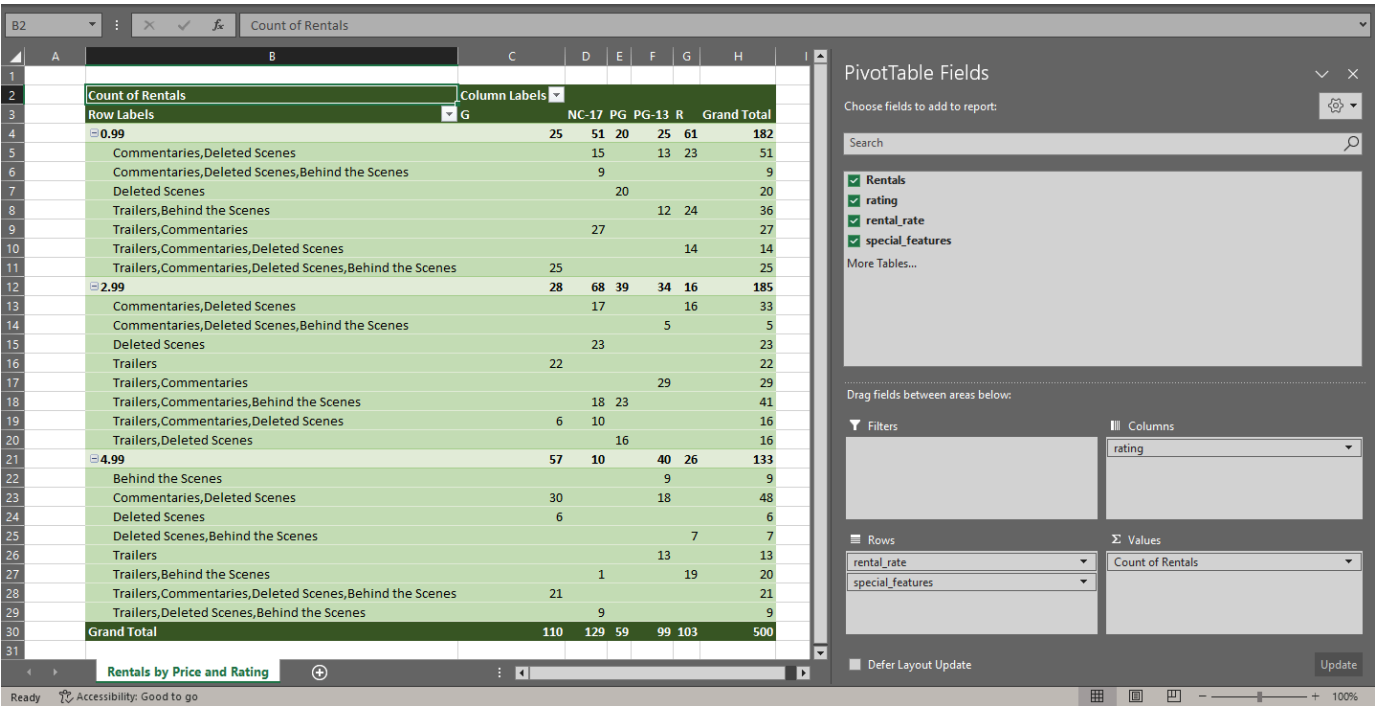 B2 fx Count of Rentals
A B C D E F G H I
1
2 Count of Rentals Column Labels
3 Row Labels G NC-17 PG PG-13 R Grand Total
4 0.99 25 51 20 25 61 182
5 Commentaries,Deleted Scenes 15 13 23 51
6 Commentaries,Deleted Scenes,Behind the Scenes 9 9
7 Deleted Scenes 20 20
8 Trailers,Behind the Scenes 12 24 36
9 Trailers,Commentaries 27 27
10 Trailers,Commentaries,Deleted Scenes 14 14
11 Trailers,Commentaries,Deleted Scenes,Behind the Scenes 25 25
12 2.99 28 68 39 34 16 185
13 Commentaries,Deleted Scenes 17 16 33
14 Commentaries,Deleted Scenes,Behind the Scenes 5 5
15 Deleted Scenes 23 23
16 Trailers 22 22
17 Trailers,Commentaries 29 29
18 Trailers,Commentaries,Behind the Scenes 18 23 41
19 Trailers,Commentaries,Deleted Scenes 6 10 16
20 Trailers,Deleted Scenes 16 16
21 4.99 57 10 40 26 133
22 Behind the Scenes 9 9
23 Commentaries,Deleted Scenes 30 18 48
24 Deleted Scenes 6 6
25 Deleted Scenes,Behind the Scenes 7 7
26 Trailers 13 13
27 Trailers,Behind the Scenes 1 19 20
28 Trailers,Commentaries,Deleted Scenes,Behind the Scenes 21 21
29 Trailers,Deleted Scenes,Behind the Scenes 9 9
30 Grand Total 110 129 59 99 103 500
31
Rentals by Price and Rating
PivotTable Fields
Choose fields to add to report:
Search
Rentals
rating
rental_rate
special_features
More Tables...
Drag fields between areas below:
Filters
Columns
rating
Rows
rental_rate
special_features
Σ Values
Count of Rentals
Defer Layout Update Update
Ready Accessibility: Good to go 100%